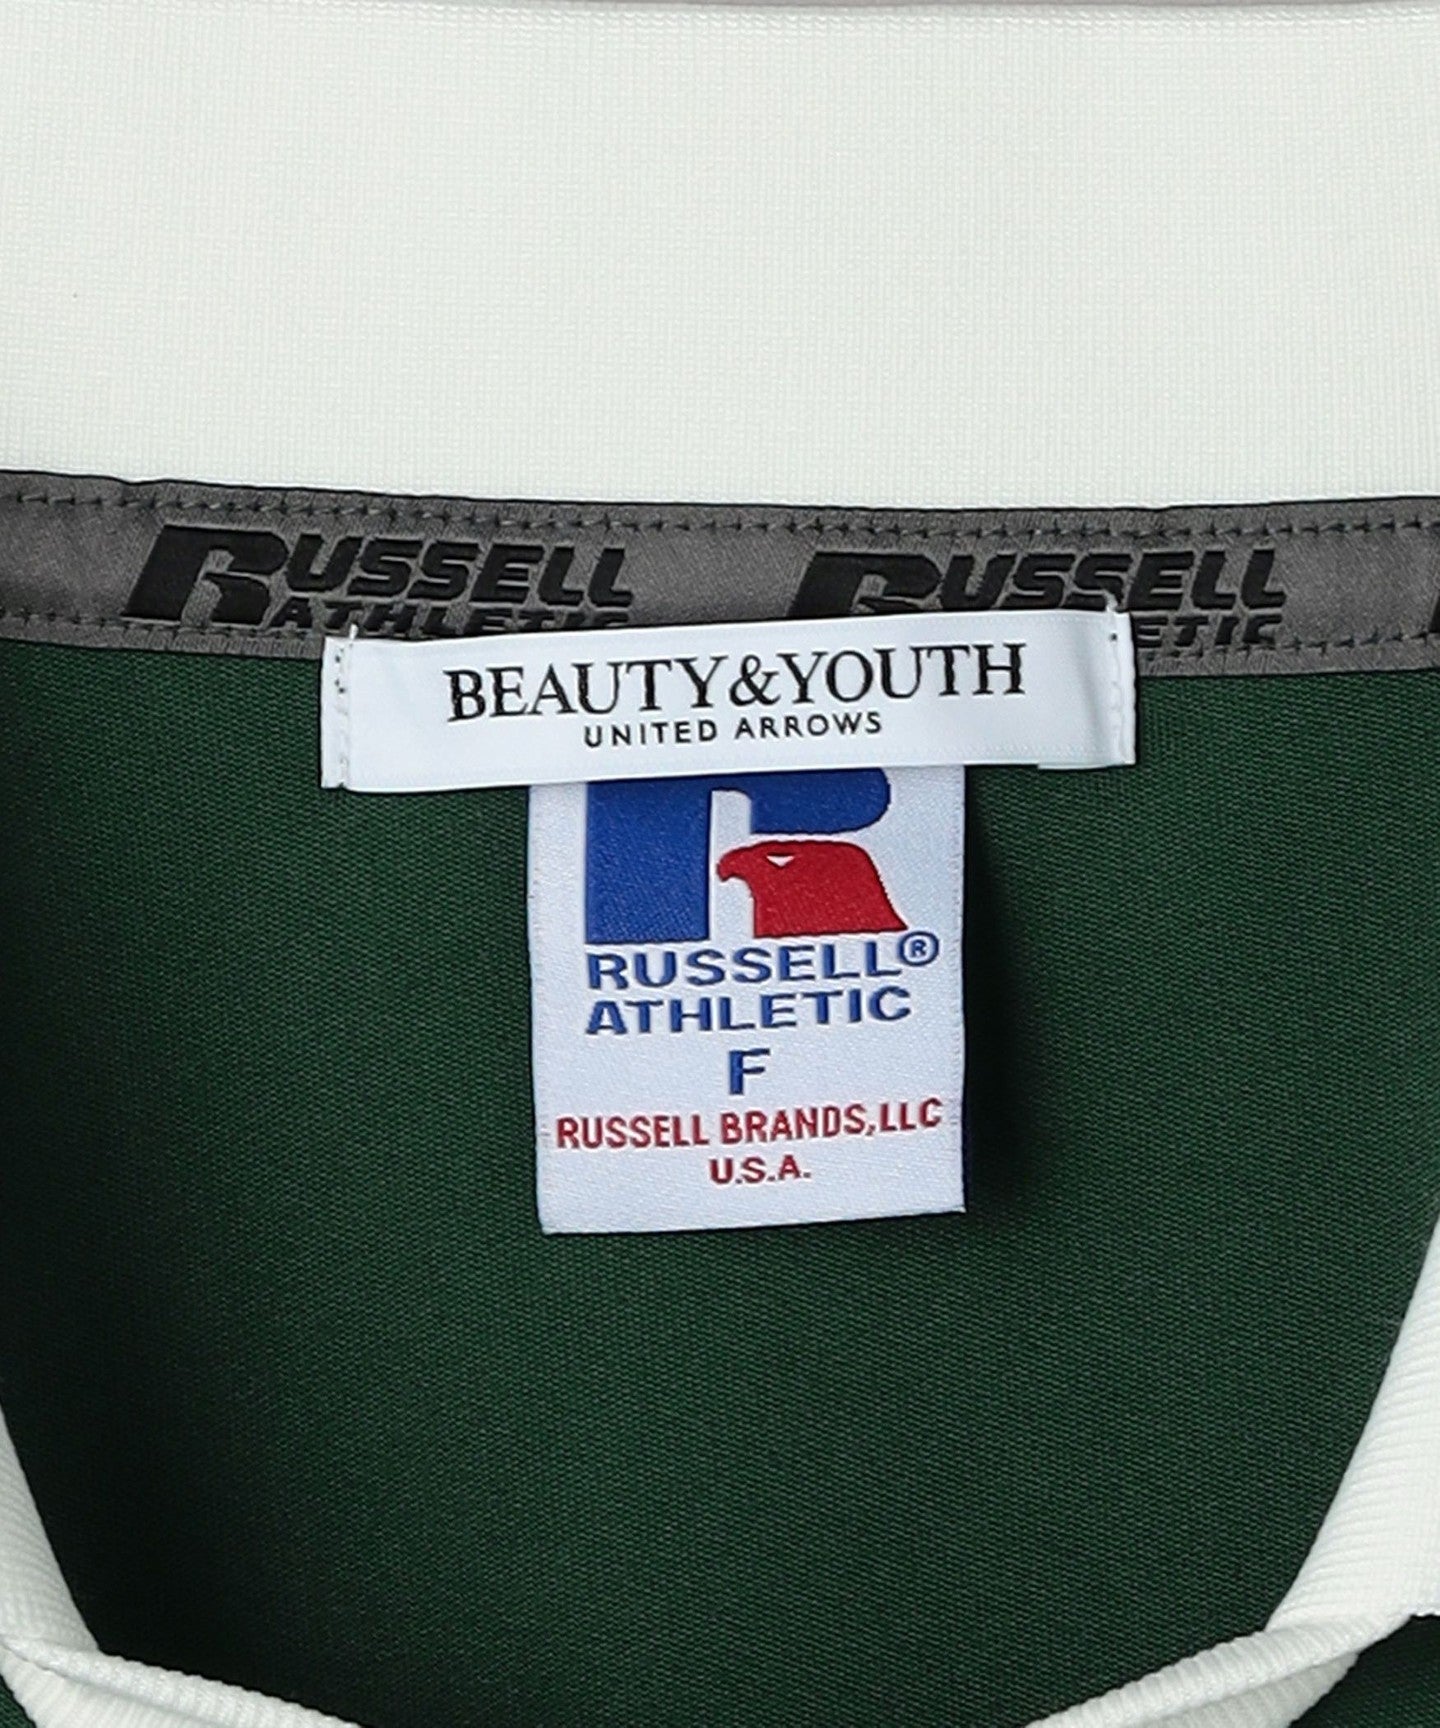 RUSSELL RUSSELL
ATHLETIC
BEAUTY&YOUTH
UNITED ARROWS
RUSSELL®
ATHLETIC
F
RUSSELL BRANDS,LLC
U.S.A.